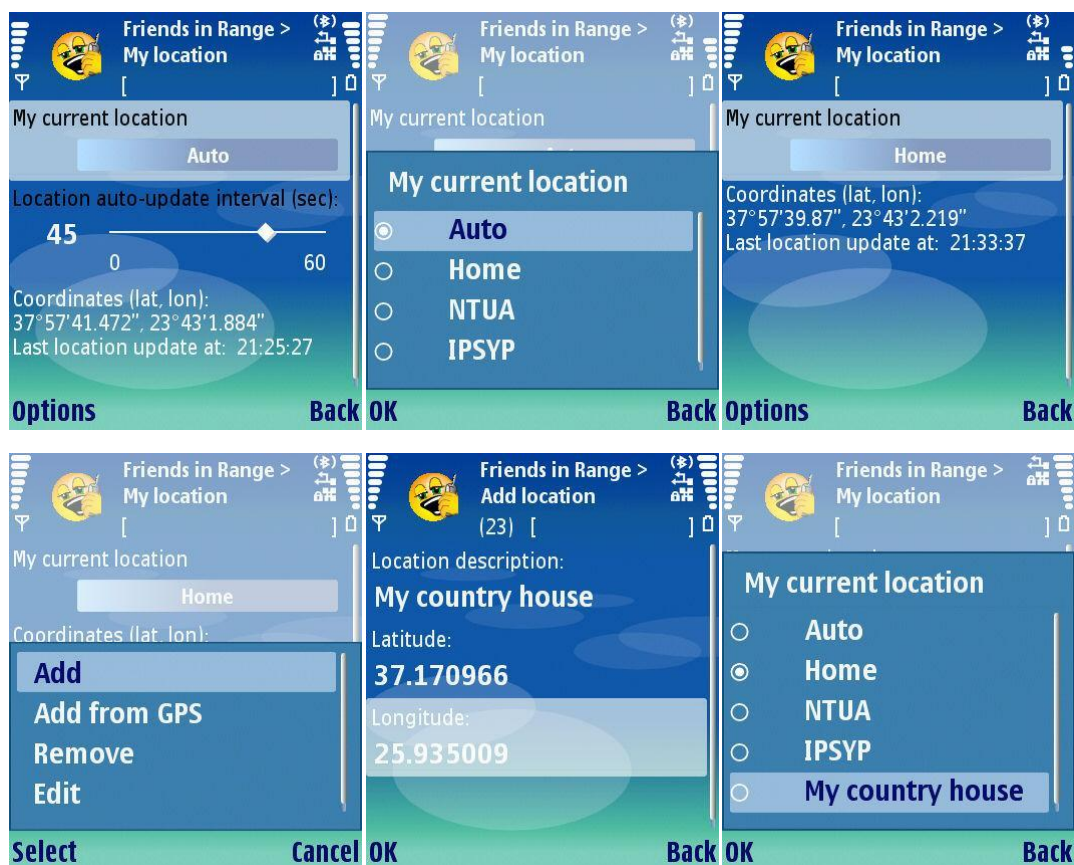 Friends in Range >
My location
[ ]
My current location
Auto
Location auto-update interval (sec):
45
0 60
Coordinates (lat, lon):
37°57'41.472", 23°43'1.884"
Last location update at: 21:25:27
Options Back
Friends in Range >
My location
[ ]
My current location
My current location
Auto
Home
NTUA
IPSYP
OK Back
Friends in Range >
My location
[ ]
My current location
Home
Coordinates (lat, lon):
37°57'39.87", 23°43'2.219"
Last location update at: 21:33:37
Options Back
Friends in Range >
My location
[ ]
My current location
Home
Coordinates (lat, lon):
Add
Add from GPS
Remove
Edit
Select Cancel
Friends in Range >
Add location
(23) [ ]
Location description:
My country house
Latitude:
37.170966
Longitude:
25.935009
OK Back
Friends in Range >
My location
[ ]
My current location
Auto
Home
NTUA
IPSYP
My country house
OK Back